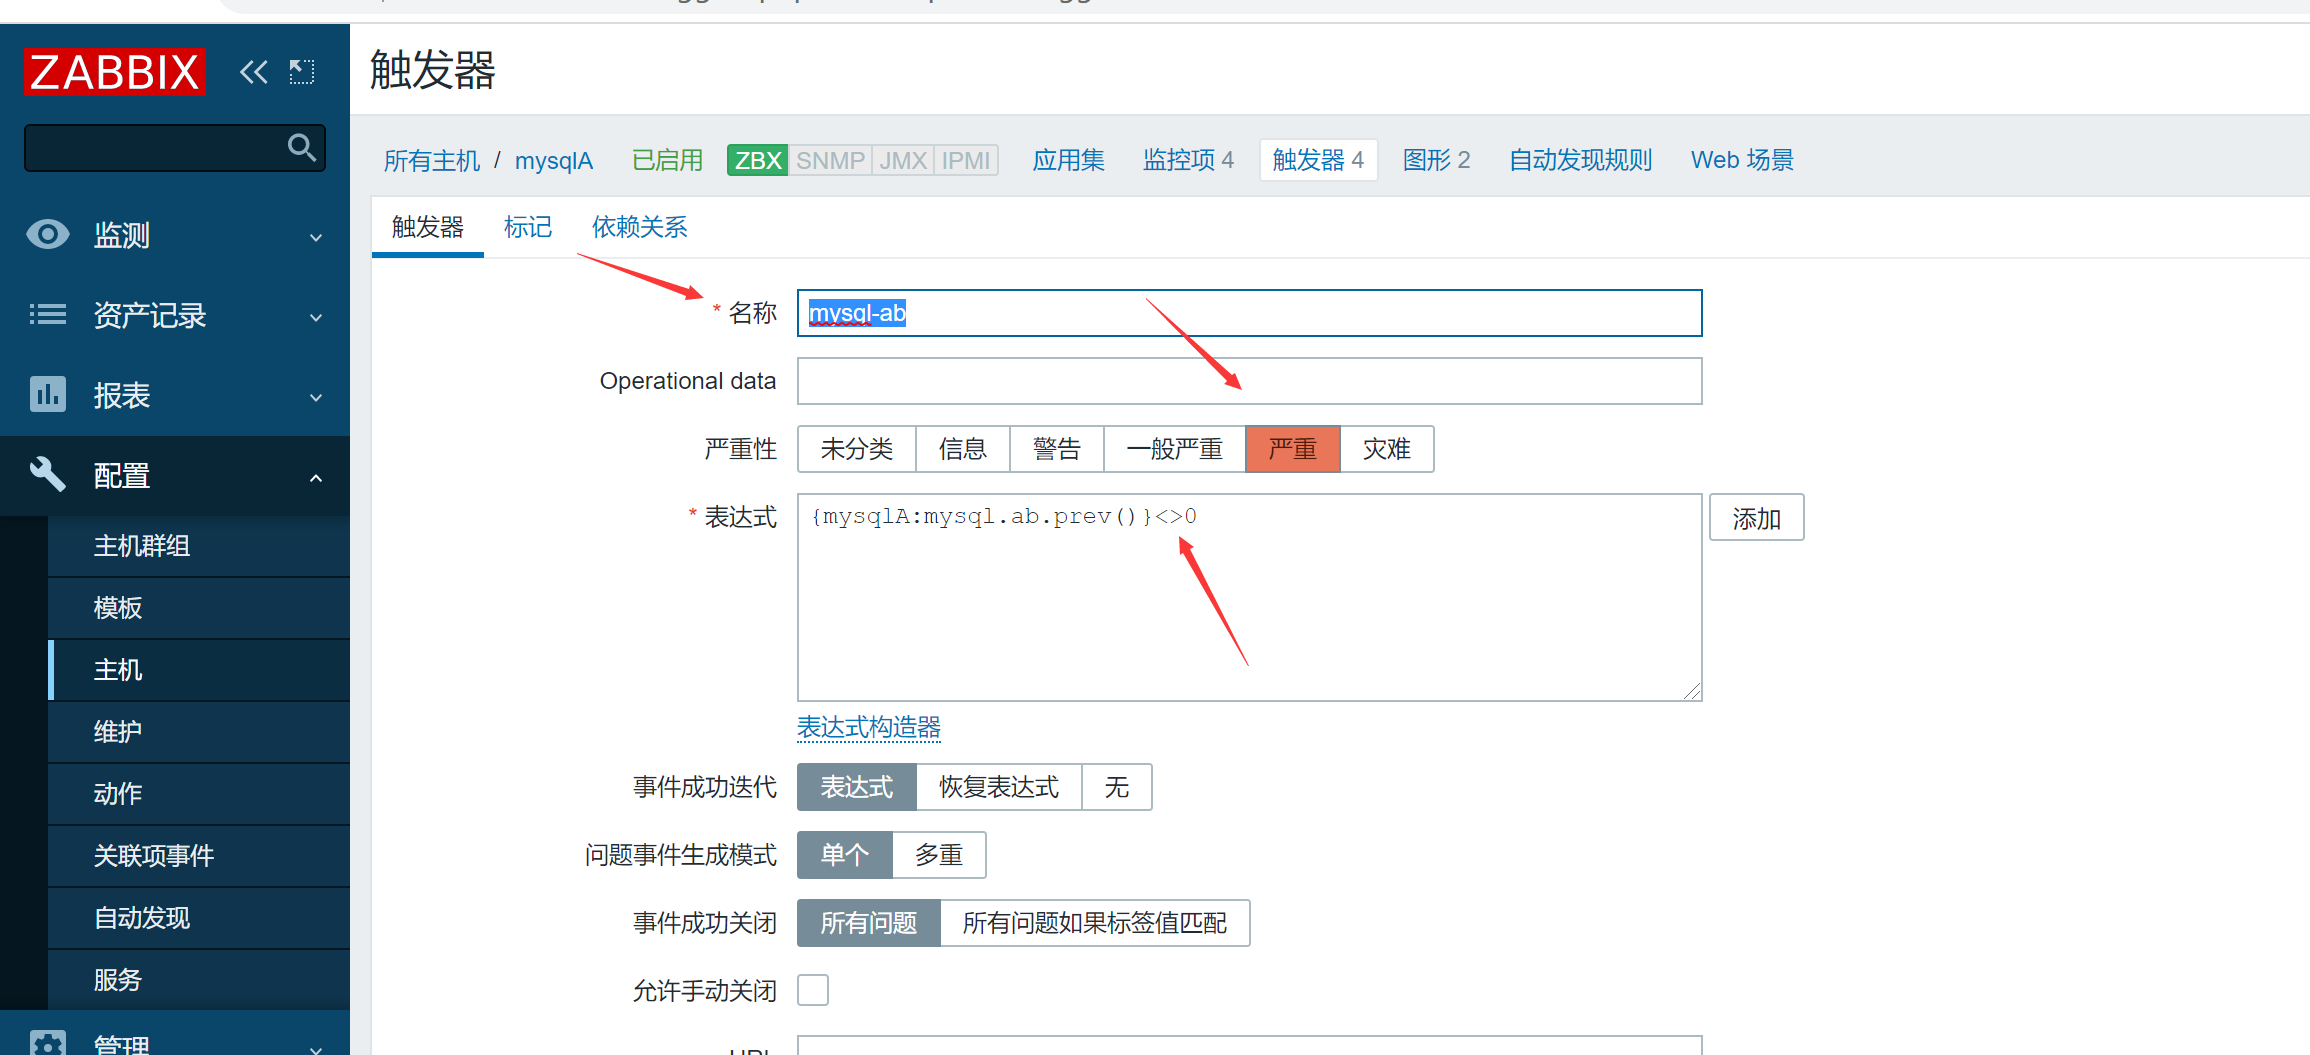 ZABBIX
监测
资产记录
报表
配置
主机群组
模板
主机
维护
动作
关联项事件
自动发现
服务
管理
触发器
所有主机 / mysqlA 已启用 ZBX SNMP JMX IPMI 应用集 监控项 4 触发器 4 图形 2 自动发现规则 Web 场景
触发器 标记 依赖关系
* 名称 mysql-ab
Operational data
严重性 未分类 信息 警告 一般严重 严重 灾难
* 表达式 {mysqlA:mysql.ab.prev()}<>0 添加
表达式构造器
事件成功迭代 表达式 恢复表达式 无
问题事件生成模式 单个 多重
事件成功关闭 所有问题 所有问题如果标签值匹配
允许手动关闭
URL